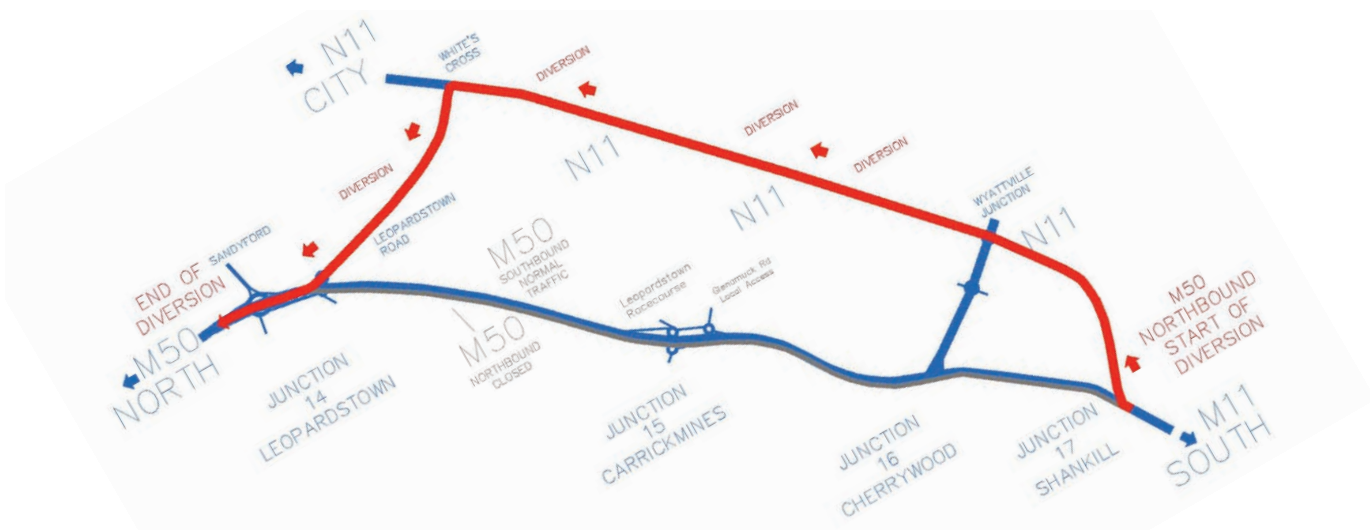 N11
CITY
WHITE'S
CROSS
DIVERSION
DIVERSION
DIVERSION
N11
N11
WYATTVILLE
JUNCTION
N11
DIVERSION
LEOPARDSTOWN
ROAD
SANDYFORD
END OF
DIVERSION
M50
NORTH
M50
SOUTHBOUND
NORMAL
TRAFFIC
M50
NORTHBOUND
CLOSED
Leopardstown
Racecourse
Glenamuck Rd
Local Access
M50
NORTHBOUND
START OF
DIVERSION
JUNCTION
14
LEOPARDSTOWN
JUNCTION
15
CARRICKMINES
JUNCTION
16
CHERRYWOOD
JUNCTION
17
SHANKILL
M11
SOUTH